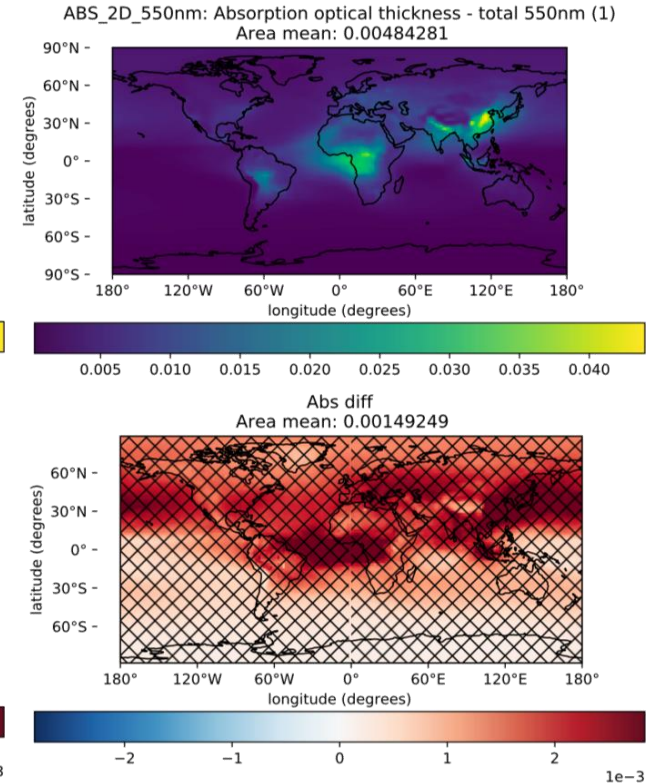 ABS_2D_550nm: Absorption optical thickness - total 550nm (1)
Area mean: 0.00484281
90°N
60°N
30°N
0°
30°S
60°S
90°S
latitude (degrees)
180° 120°W 60°W 0° 60°E 120°E 180°
longitude (degrees)
0.005 0.010 0.015 0.020 0.025 0.030 0.035 0.040
Abs diff
Area mean: 0.00149249
60°N
30°N
0°
30°S
60°S
latitude (degrees)
180° 120°W 60°W 0° 60°E 120°E 180°
longitude (degrees)
−2 −1 0 1 2
1e−3